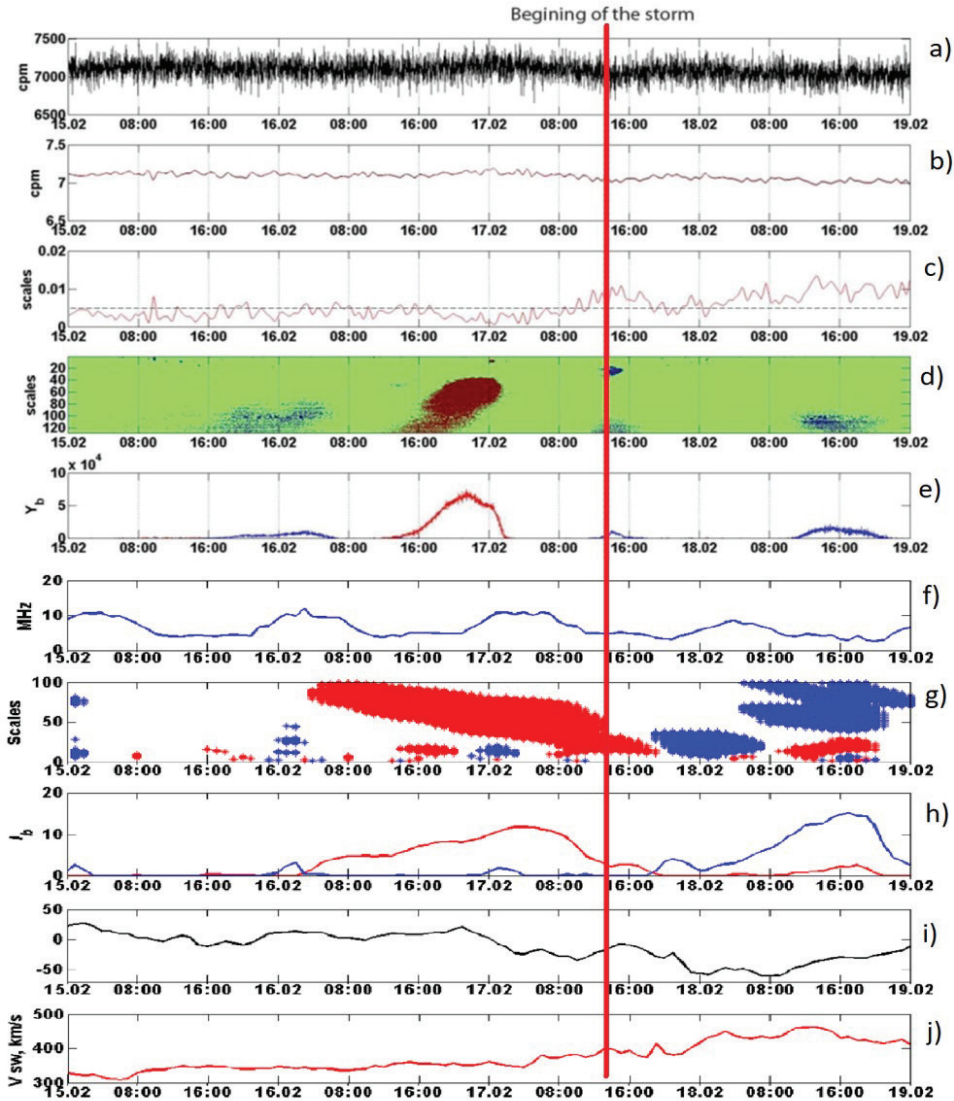 Begining of the storm
7500
7000
6500
cpm
a)
15.02 08:00 16:00 16.02 08:00 16:00 17.02 08:00 16:00 18.02 08:00 16:00 19.02
7.5
7
6.5
cpm
b)
15.02 08:00 16:00 16.02 08:00 16:00 17.02 08:00 16:00 18.02 08:00 16:00 19.02
0.02
0.01
0
scales
c)
15.02 08:00 16:00 16.02 08:00 16:00 17.02 08:00 16:00 18.02 08:00 16:00 19.02
20
40
60
80
100
120
scales
d)
15.02 08:00 16:00 16.02 08:00 16:00 17.02 08:00 16:00 18.02 08:00 16:00 19.02
x 10^4
10
5
0
Y_b
e)
15.02 08:00 16:00 16.02 08:00 16:00 17.02 08:00 16:00 18.02 08:00 16:00 19.02
20
10
0
MHz
f)
15.02 08:00 16:00 16.02 08:00 16:00 17.02 08:00 16:00 18.02 08:00 16:00 19.02
100
50
0
Scales
g)
15.02 08:00 16:00 16.02 08:00 16:00 17.02 08:00 16:00 18.02 08:00 16:00 19.02
20
10
0
I_b
h)
15.02 08:00 16:00 16.02 08:00 16:00 17.02 08:00 16:00 18.02 08:00 16:00 19.02
50
0
-50
i)
15.02 08:00 16:00 16.02 08:00 16:00 17.02 08:00 16:00 18.02 08:00 16:00 19.02
500
400
300
V sw, km/s
j)
15.02 08:00 16:00 16.02 08:00 16:00 17.02 08:00 16:00 18.02 08:00 16:00 19.02